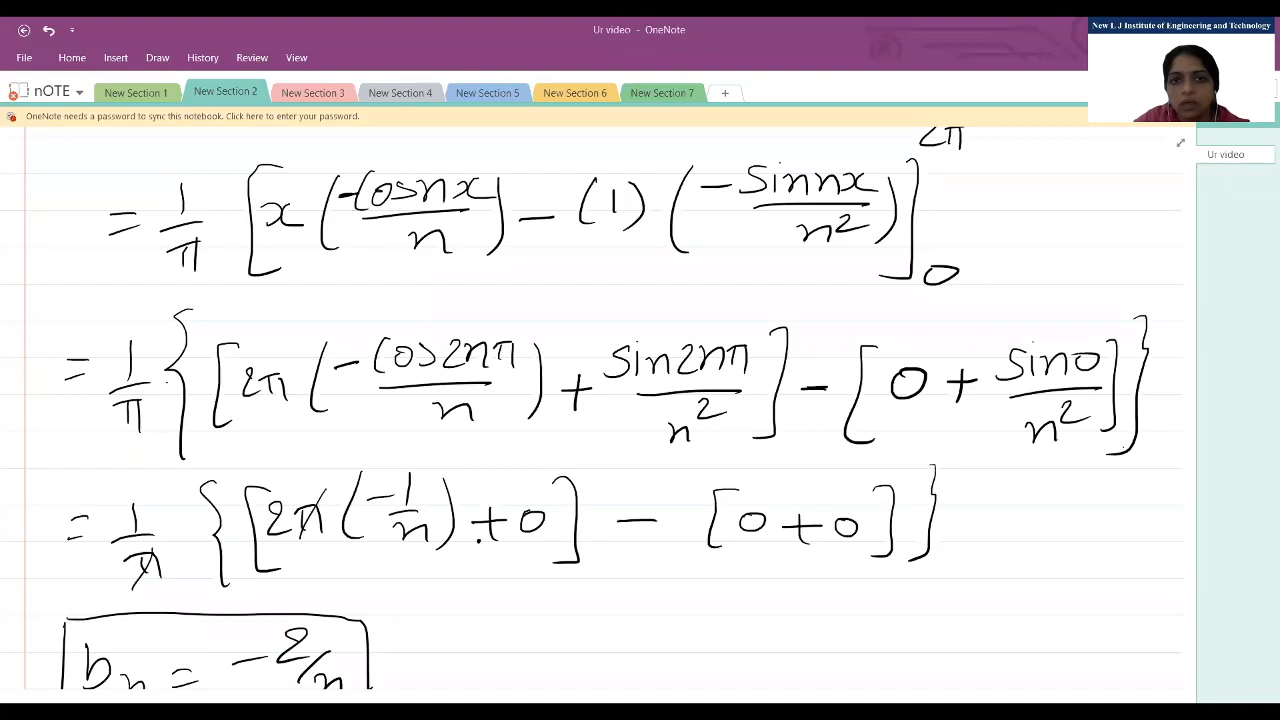 New L J Institute of Engineering and Technology
Ur video - OneNote
File Home Insert Draw History Review View
nOTE New Section 1 New Section 2 New Section 3 New Section 4 New Section 5 New Section 6 New Section 7 +
OneNote needs a password to sync this notebook. Click here to enter your password.
Ur video
= 1/π [x(-cosnx/n) - (1)(-sinnx/n²)]₀^2π
= 1/π {[2π(-cos2nπ/n) + sin2nπ/n²] - [0 + sin0/n²]}
= 1/π {[2π(-1/n) + 0] - [0 + 0]}
bn = -2/n